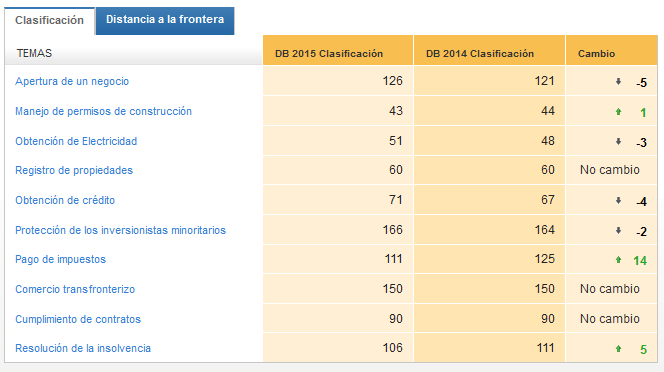 Clasificación Distancia a la frontera
TEMAS DB 2015 Clasificación DB 2014 Clasificación Cambio
Apertura de un negocio 126 121 -5
Manejo de permisos de construcción 43 44 1
Obtención de Electricidad 51 48 -3
Registro de propiedades 60 60 No cambio
Obtención de crédito 71 67 -4
Protección de los inversionistas minoritarios 166 164 -2
Pago de impuestos 111 125 14
Comercio transfronterizo 150 150 No cambio
Cumplimiento de contratos 90 90 No cambio
Resolución de la insolvencia 106 111 5